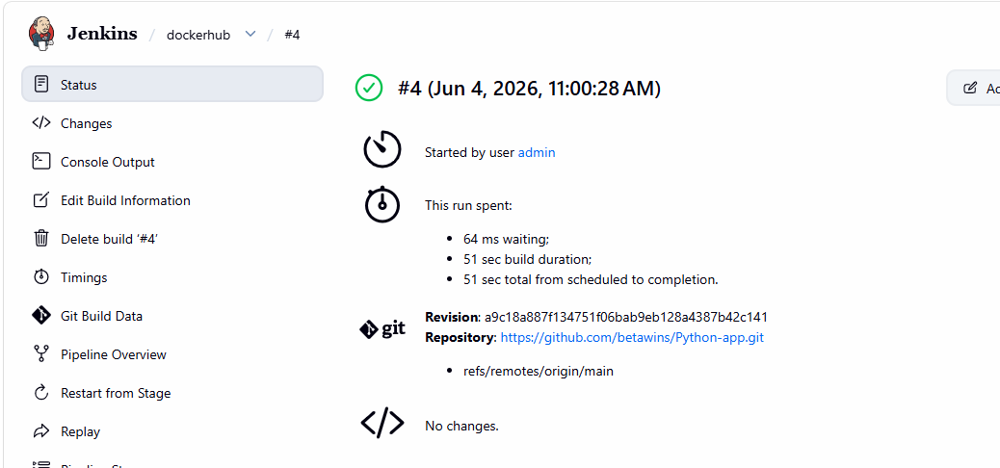 Jenkins / dockerhub / #4
Status
Changes
Console Output
Edit Build Information
Delete build ‘#4’
Timings
Git Build Data
Pipeline Overview
Restart from Stage
Replay
#4 (Jun 4, 2026, 11:00:28 AM)
Started by user admin
This run spent:
64 ms waiting;
51 sec build duration;
51 sec total from scheduled to completion.
git
Revision: a9c18a887f134751f06bab9eb128a4387b42c141
Repository: https://github.com/betawins/Python-app.git
refs/remotes/origin/main
No changes.